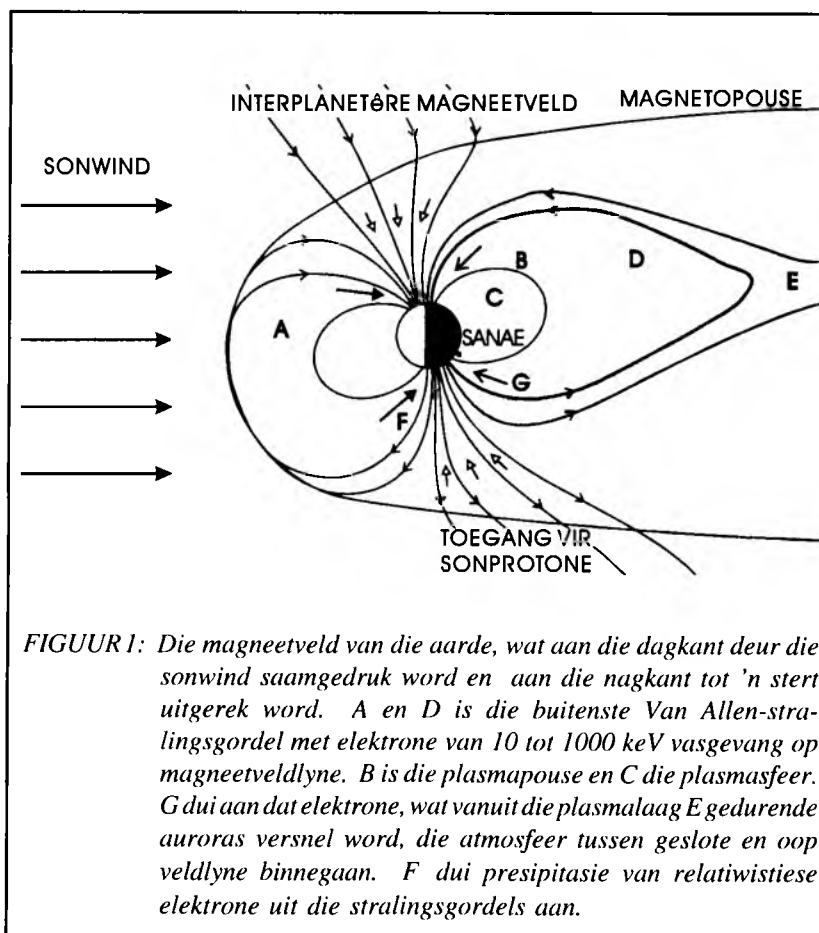 INTERPLANETÊRE MAGNEETVELD
MAGNETOPOUSE
SONWIND
B
D
E
C
A
SANAE
G
F
TOEGANG VIR
SONPROTONE
FIGUUR 1: Die magneetveld van die aarde, wat aan die dagkant deur die
sonwind saamgedruk word en aan die nagkant tot 'n stert
uitgerek word. A en D is die buitenste Van Allen-stra-
lingsgordel met elektrone van 10 tot 1000 keV vasgevang op
magneetveldlyne. B is die plasmapouse en C die plasmasfeer.
G dui aan dat elektrone, wat vanuit die plasmalaag E gedurende
auroras versnel word, die atmosfeer tussen geslote en oop
veldlyne binnegaan. F dui presipitasie van relatiwistiese
elektrone uit die stralingsgordels aan.